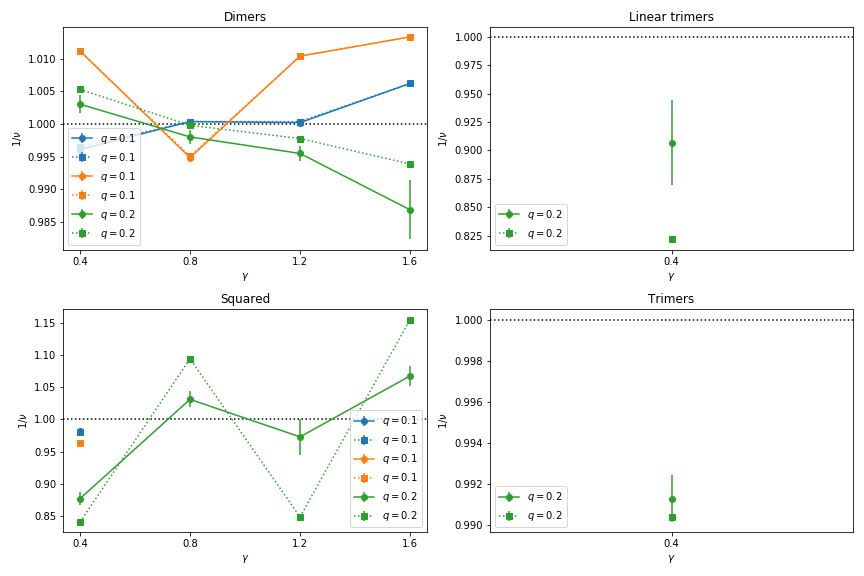 Dimers
1.010
1.005
1.000
0.995
0.990
0.985
1/ν
q = 0.1
q = 0.1
q = 0.1
q = 0.1
q = 0.2
q = 0.2
0.4 0.8 1.2 1.6
γ
Linear trimers
1.000
0.975
0.950
0.925
0.900
0.875
0.850
0.825
1/ν
q = 0.2
q = 0.2
0.4
γ
Squared
1.15
1.10
1.05
1.00
0.95
0.90
0.85
1/ν
q = 0.1
q = 0.1
q = 0.1
q = 0.1
q = 0.2
q = 0.2
0.4 0.8 1.2 1.6
γ
Trimers
1.000
0.998
0.996
0.994
0.992
0.990
1/ν
q = 0.2
q = 0.2
0.4
γ